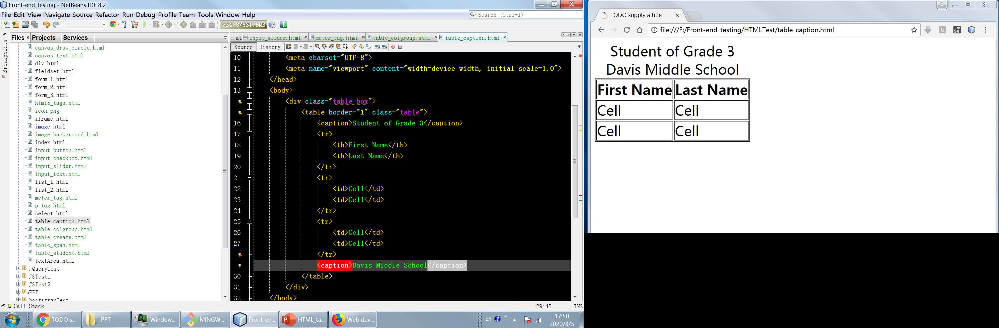 Front-end_testing - NetBeans IDE 8.2
File Edit View Navigate Source Refactor Run Debug Profile Team Tools Window Help
Search (Ctrl+I)
234.6/531.5MB
Breakpoints
Files Projects Services
canvas_draw_circle.html
canvas_text.html
div.html
fieldset.html
form_1.html
form_2.html
form_3.html
html5_tags.html
icon.png
iframe.html
image.html
image_background.html
index.html
input_button.html
input_checkbox.html
input_slider.html
input_text.html
list_1.html
list_2.html
meter_tag.html
p_tag.html
select.html
table_caption.html
table_colgroup.html
table_create.html
table_span.html
table_student.html
textArea.html
JQueryTest
JSTest1
JSTest2
PPT
bootstrapTest
..ml input_slider.html meter_tag.html table_colgroup.html table_caption.html
Source History
10 <meta charset="UTF-8">
11 <meta name="viewport" content="width=device-width, initial-scale=1.0">
12 </head>
13 <body>
<div class="table-box">
<table border="1" class="table">
16 <caption>Student of Grade 3</caption>
17 <tr>
18 <th>First Name</th>
19 <th>Last Name</th>
20 </tr>
21 <tr>
22 <td>Cell</td>
23 <td>Cell</td>
24 </tr>
25 <tr>
26 <td>Cell</td>
27 <td>Cell</td>
</tr>
<caption>Davis Middle School</caption>
30 </table>
31 </div>
32 </body>
Call Stack
29:45 INS
TODO s... PPT Window... MINGW... Front-en... HTML_ta... Web dev...
EN
17:50
2020/3/5
TODO supply a title
file:///F:/Front-end_testing/HTMLTest/table_caption.html
G Se
Student of Grade 3
Davis Middle School
First Name Last Name
Cell Cell
Cell Cell